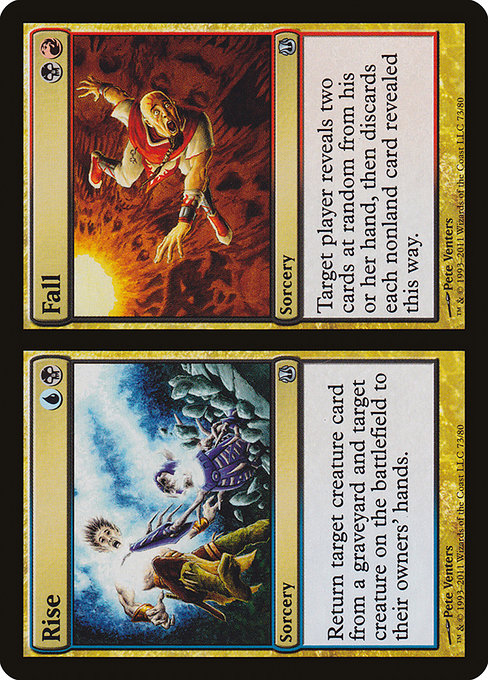 Rise
Sorcery
Return target creature card
from a graveyard and target
creature on the battlefield to
their owners' hands.
Pete Venters
™ & © 1993–2011 Wizards of the Coast LLC 73/80
Fall
Sorcery
Target player reveals two
cards at random from his
or her hand, then discards
each nonland card revealed
this way.
Pete Venters
™ & © 1993–2011 Wizards of the Coast LLC 73/80